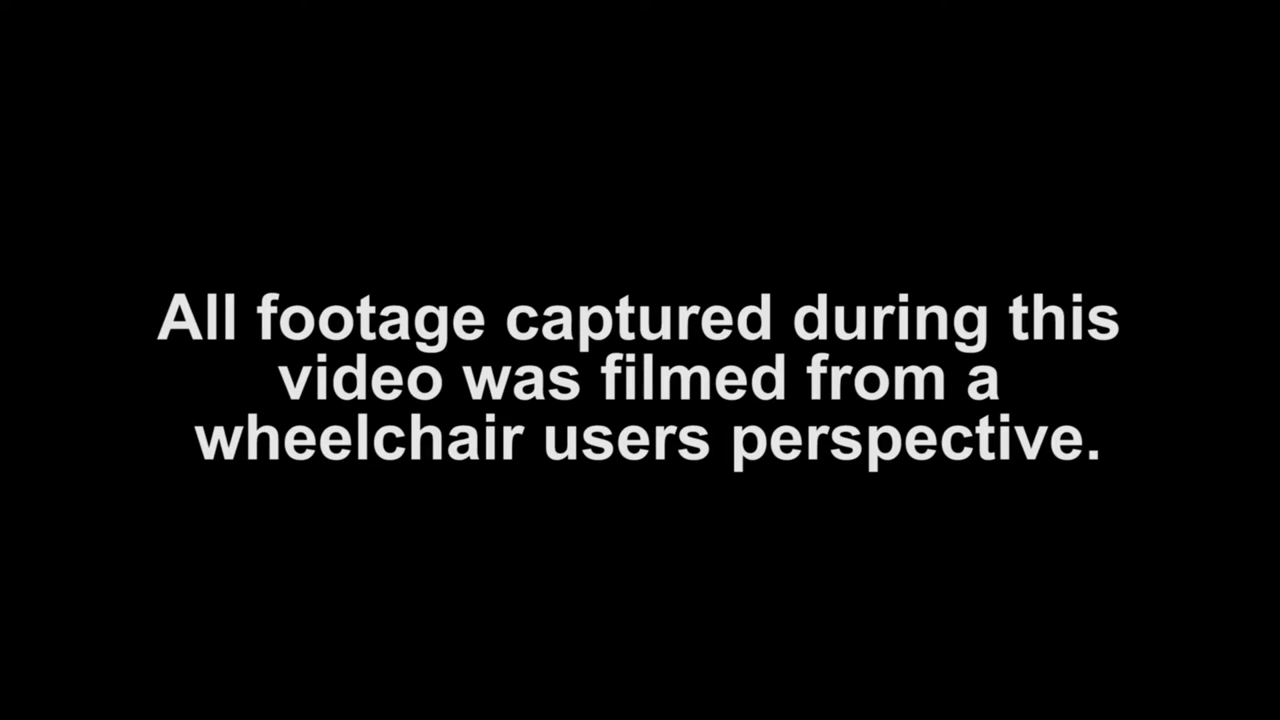 All footage captured during this
video was filmed from a
wheelchair users perspective.